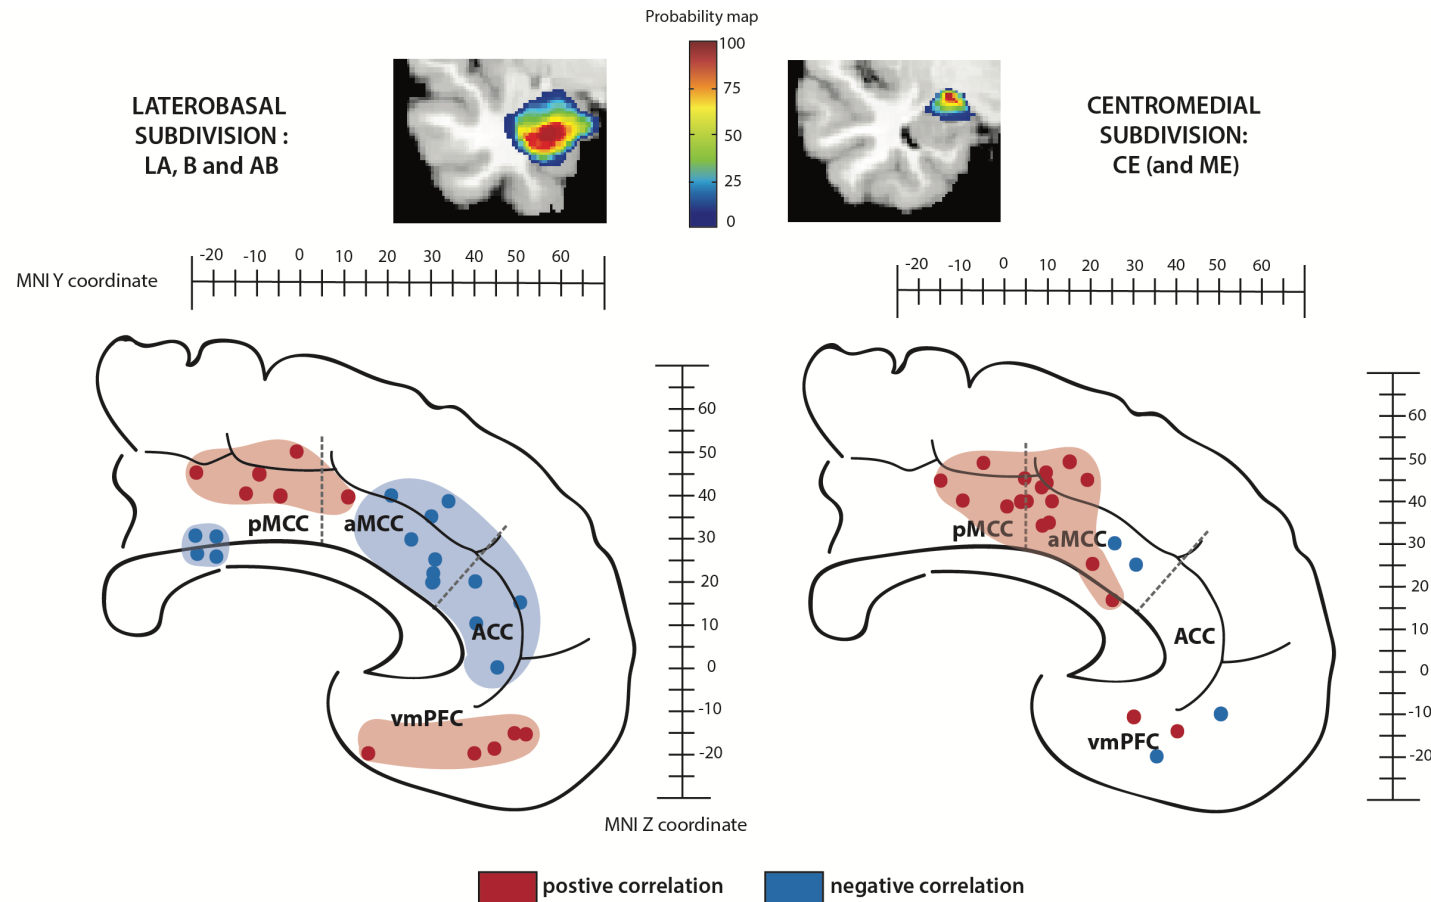 Probability map
100
75
50
25
0
LATEROBASAL
SUBDIVISION :
LA, B and AB
CENTROMEDIAL
SUBDIVISION:
CE (and ME)
MNI Y coordinate
-20 -10 0 10 20 30 40 50 60
-20 -10 0 10 20 30 40 50 60
60
50
40
30
20
10
0
-10
-20
pMCC
aMCC
ACC
vmPFC
MNI Z coordinate
60
50
40
30
20
10
0
-10
-20
pMCC
aMCC
ACC
vmPFC
postive correlation
negative correlation